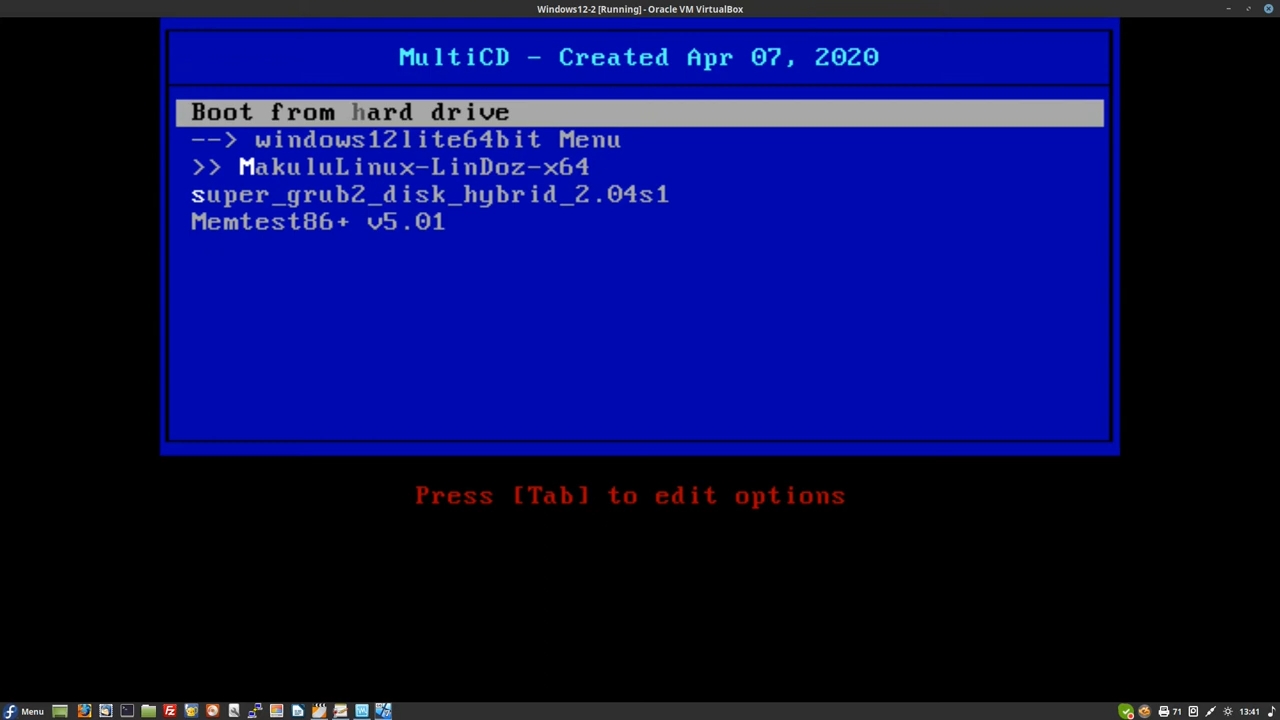 Windows12-2 [Running] - Oracle VM VirtualBox
MultiCD - Created Apr 07, 2020
Boot from hard drive
--> windows12lite64bit Menu
>> MakuluLinux-LinDoz-x64
super_grub2_disk_hybrid_2.04s1
Memtest86+ v5.01
Press [Tab] to edit options
Menu
71
13:41